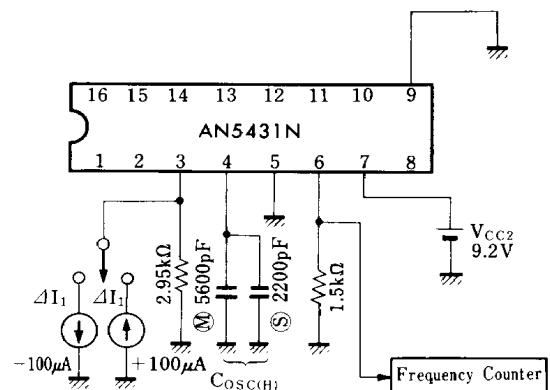 16 15 14 13 12 11 10 9
AN5431N
1 2 3 4 5 6 7 8
2.95kΩ
Ⓜ 5600pF
Ⓢ 2200pF
1.5kΩ
VCC2
9.2V
ΔI1 ΔI1
−100μA +100μA
COSC(H)
Frequency Counter